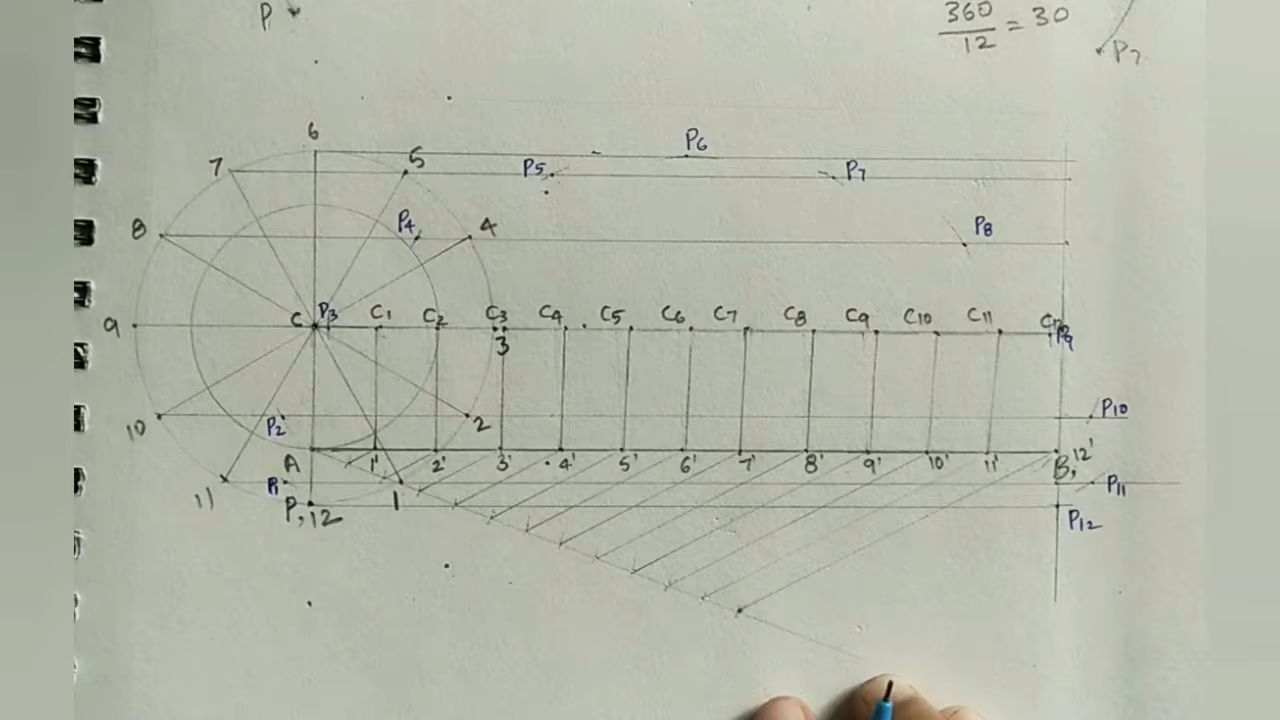 P
360
12 = 30
P7
6
P6
7 5 P5 P7
8 P4 4 P8
9 C P3 C1 C2 C3 C4 C5 C6 C7 C8 C9 C10 C11 P9
3
10 P2 2 P10
A 1' 2' 3' 4' 5' 6' 7' 8' 9' 10' 11' B, 12'
11 P1 1 P11
P, 12 P12